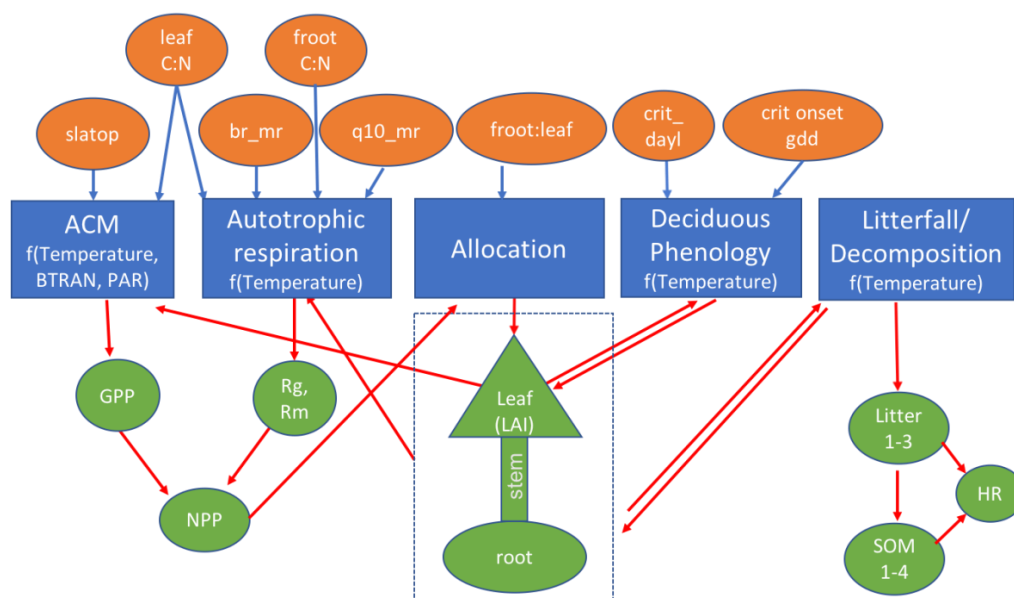 leaf
C:N
froot
C:N
slatop
br_mr
q10_mr
froot:leaf
crit_
dayl
crit onset
gdd
ACM
f(Temperature,
BTRAN, PAR)
Autotrophic
respiration
f(Temperature)
Allocation
Deciduous
Phenology
f(Temperature)
Litterfall/
Decomposition
f(Temperature)
GPP
Rg,
Rm
NPP
Leaf
(LAI)
stem
root
Litter
1-3
HR
SOM
1-4